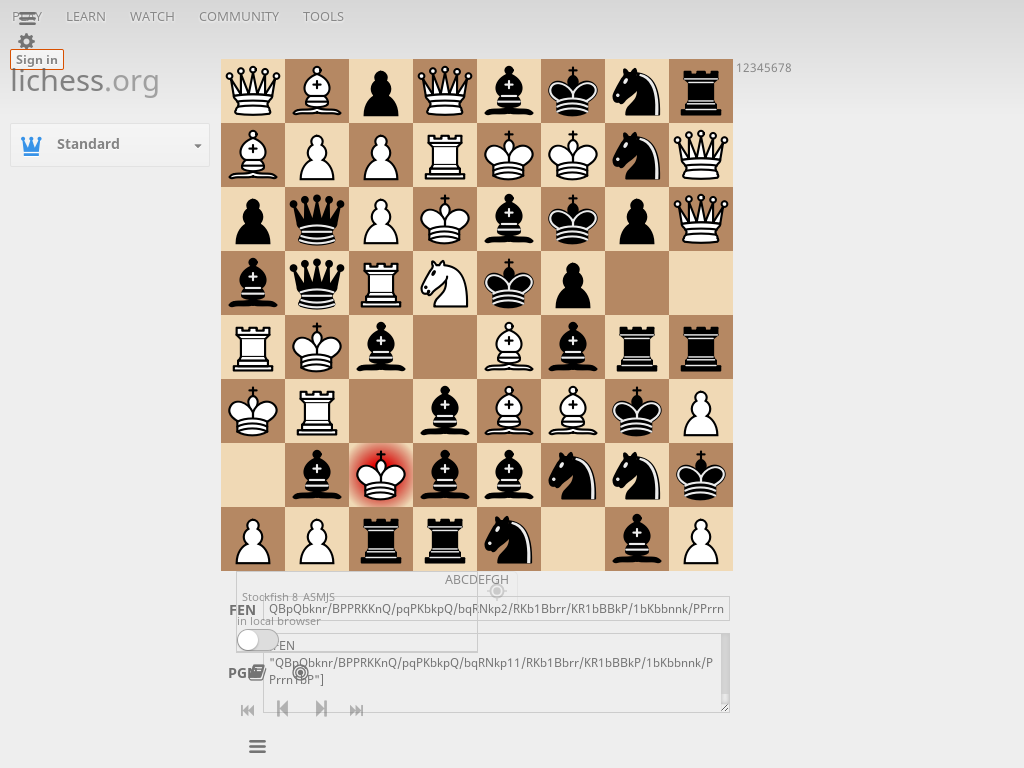 PLAY LEARN WATCH COMMUNITY TOOLS
Sign in
lichess.org
12345678
Standard
ABCDEFGH
Stockfish 8 ASMJS
in local browser
FEN QBpQbknr/BPPRKKnQ/pqPKbkpQ/bqRNkp2/RKb1Bbrr/KR1bBBkP/1bKbbnnk/PPrrn
FEN
"QBpQbknr/BPPRKKnQ/pqPKbkpQ/bqRNkp11/RKb1Bbrr/KR1bBBkP/1bKbbnnk/P
Prrn1bP"]
PGN